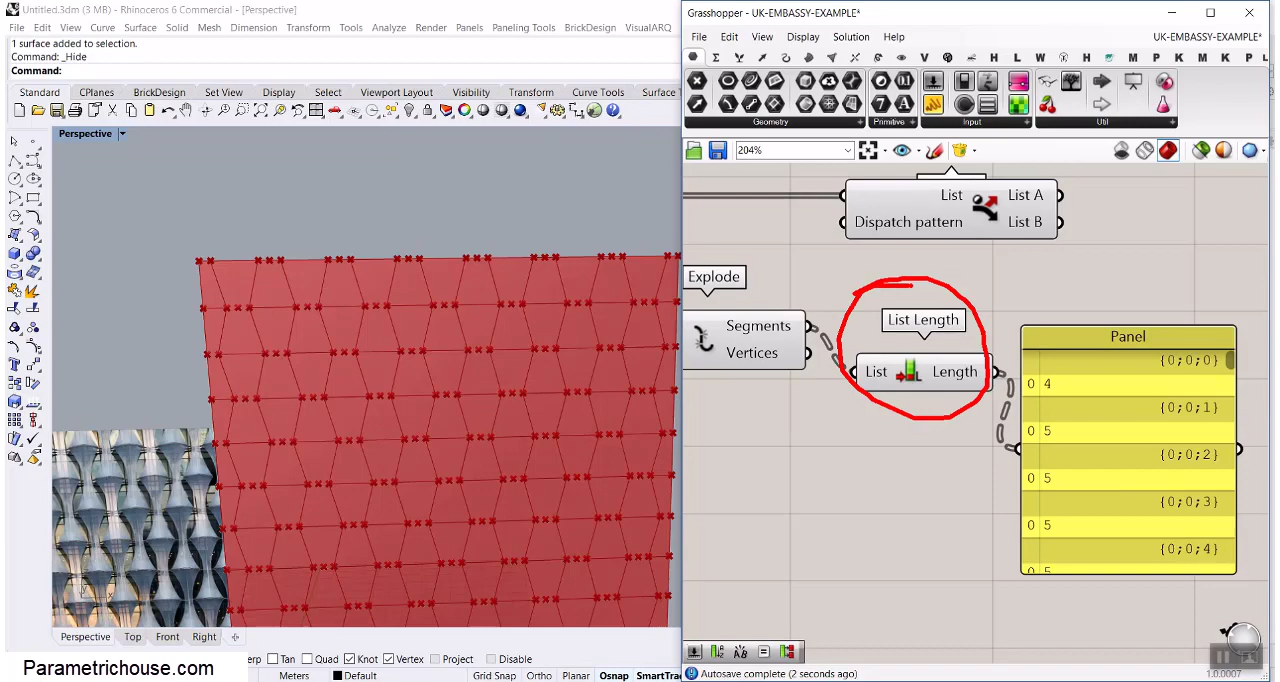 Untitled.3dm (3 MB) - Rhinoceros 6 Commercial - [Perspective]
File Edit View Curve Surface Solid Mesh Dimension Transform Tools Analyze Render Panels Paneling Tools BrickDesign VisualARQ
1 surface added to selection.
Command: _Hide
Command:
Standard CPlanes BrickDesign Set View Display Select Viewport Layout Visibility Transform Curve Tools Surface
Perspective
Perspective Top Front Right
erp Tan Quad Knot Vertex Project Disable
Parametrichouse.com
Meters Default Grid Snap Ortho Planar Osnap SmartTrac
Grasshopper - UK-EMBASSY-EXAMPLE*
File Edit View Display Solution Help
UK-EMBASSY-EXAMPLE*
Geometry Primitive Input Util
204%
List List A
Dispatch pattern List B
Explode
Segments
Vertices
List Length
List Length
Panel
{0;0;0}
0 4
{0;0;1}
0 5
{0;0;2}
0 5
{0;0;3}
0 5
{0;0;4}
0 5
Autosave complete (2 seconds ago)
1.0.0007